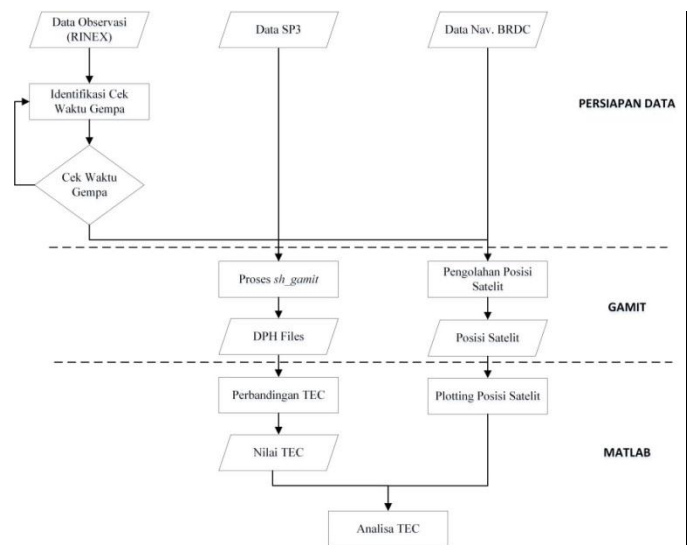 Data Observasi
(RINEX)
Data SP3
Data Nav. BRDC
Identifikasi Cek
Waktu Gempa
PERSIAPAN DATA
Cek Waktu
Gempa
Proses sh_gamit
Pengolahan Posisi
Satelit
GAMIT
DPH Files
Posisi Satelit
Perbandingan TEC
Plotting Posisi Satelit
Nilai TEC
MATLAB
Analisa TEC